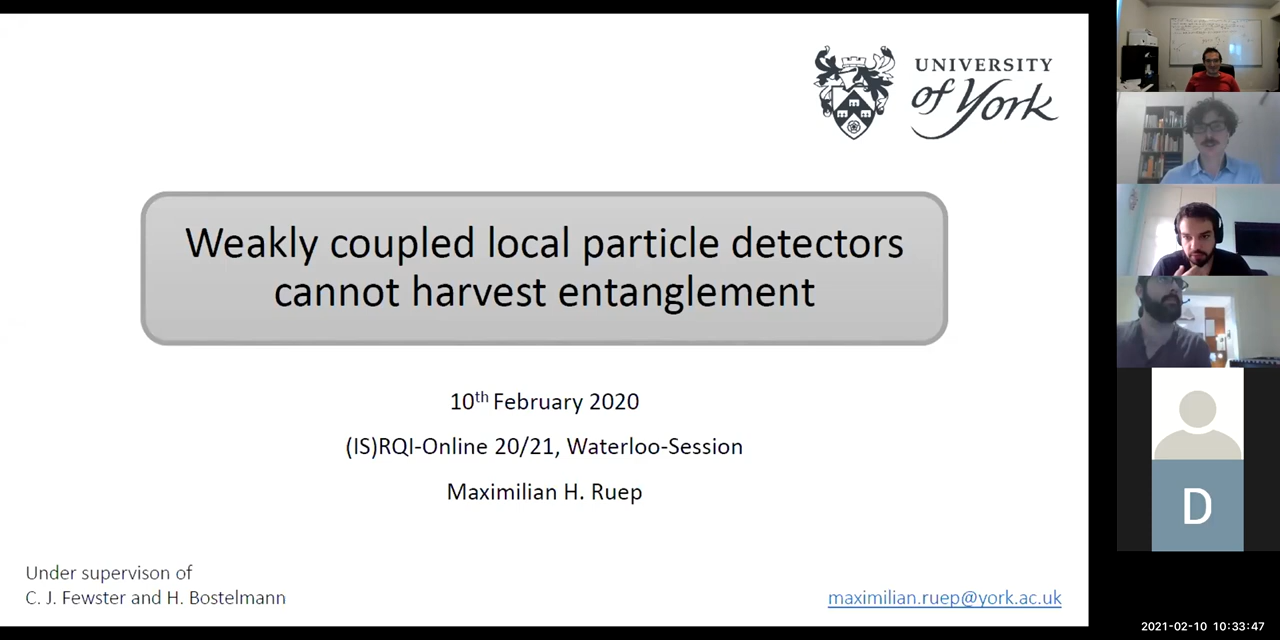 UNIVERSITY
of York
Weakly coupled local particle detectors
cannot harvest entanglement
10th February 2020
(IS)RQI-Online 20/21, Waterloo-Session
Maximilian H. Ruep
Under supervison of
C. J. Fewster and H. Bostelmann
maximilian.ruep@york.ac.uk
D
2021-02-10 10:33:47